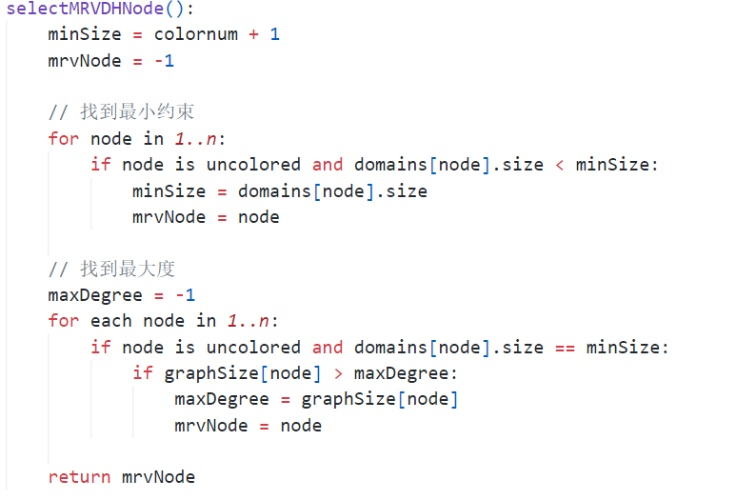 selectMRVDHNode():
    minSize = colornum + 1
    mrvNode = -1

    // 找到最小约束
    for node in 1..n:
        if node is uncolored and domains[node].size < minSize:
            minSize = domains[node].size
            mrvNode = node

    // 找到最大度
    maxDegree = -1
    for each node in 1..n:
        if node is uncolored and domains[node].size == minSize:
            if graphSize[node] > maxDegree:
                maxDegree = graphSize[node]
                mrvNode = node

    return mrvNode